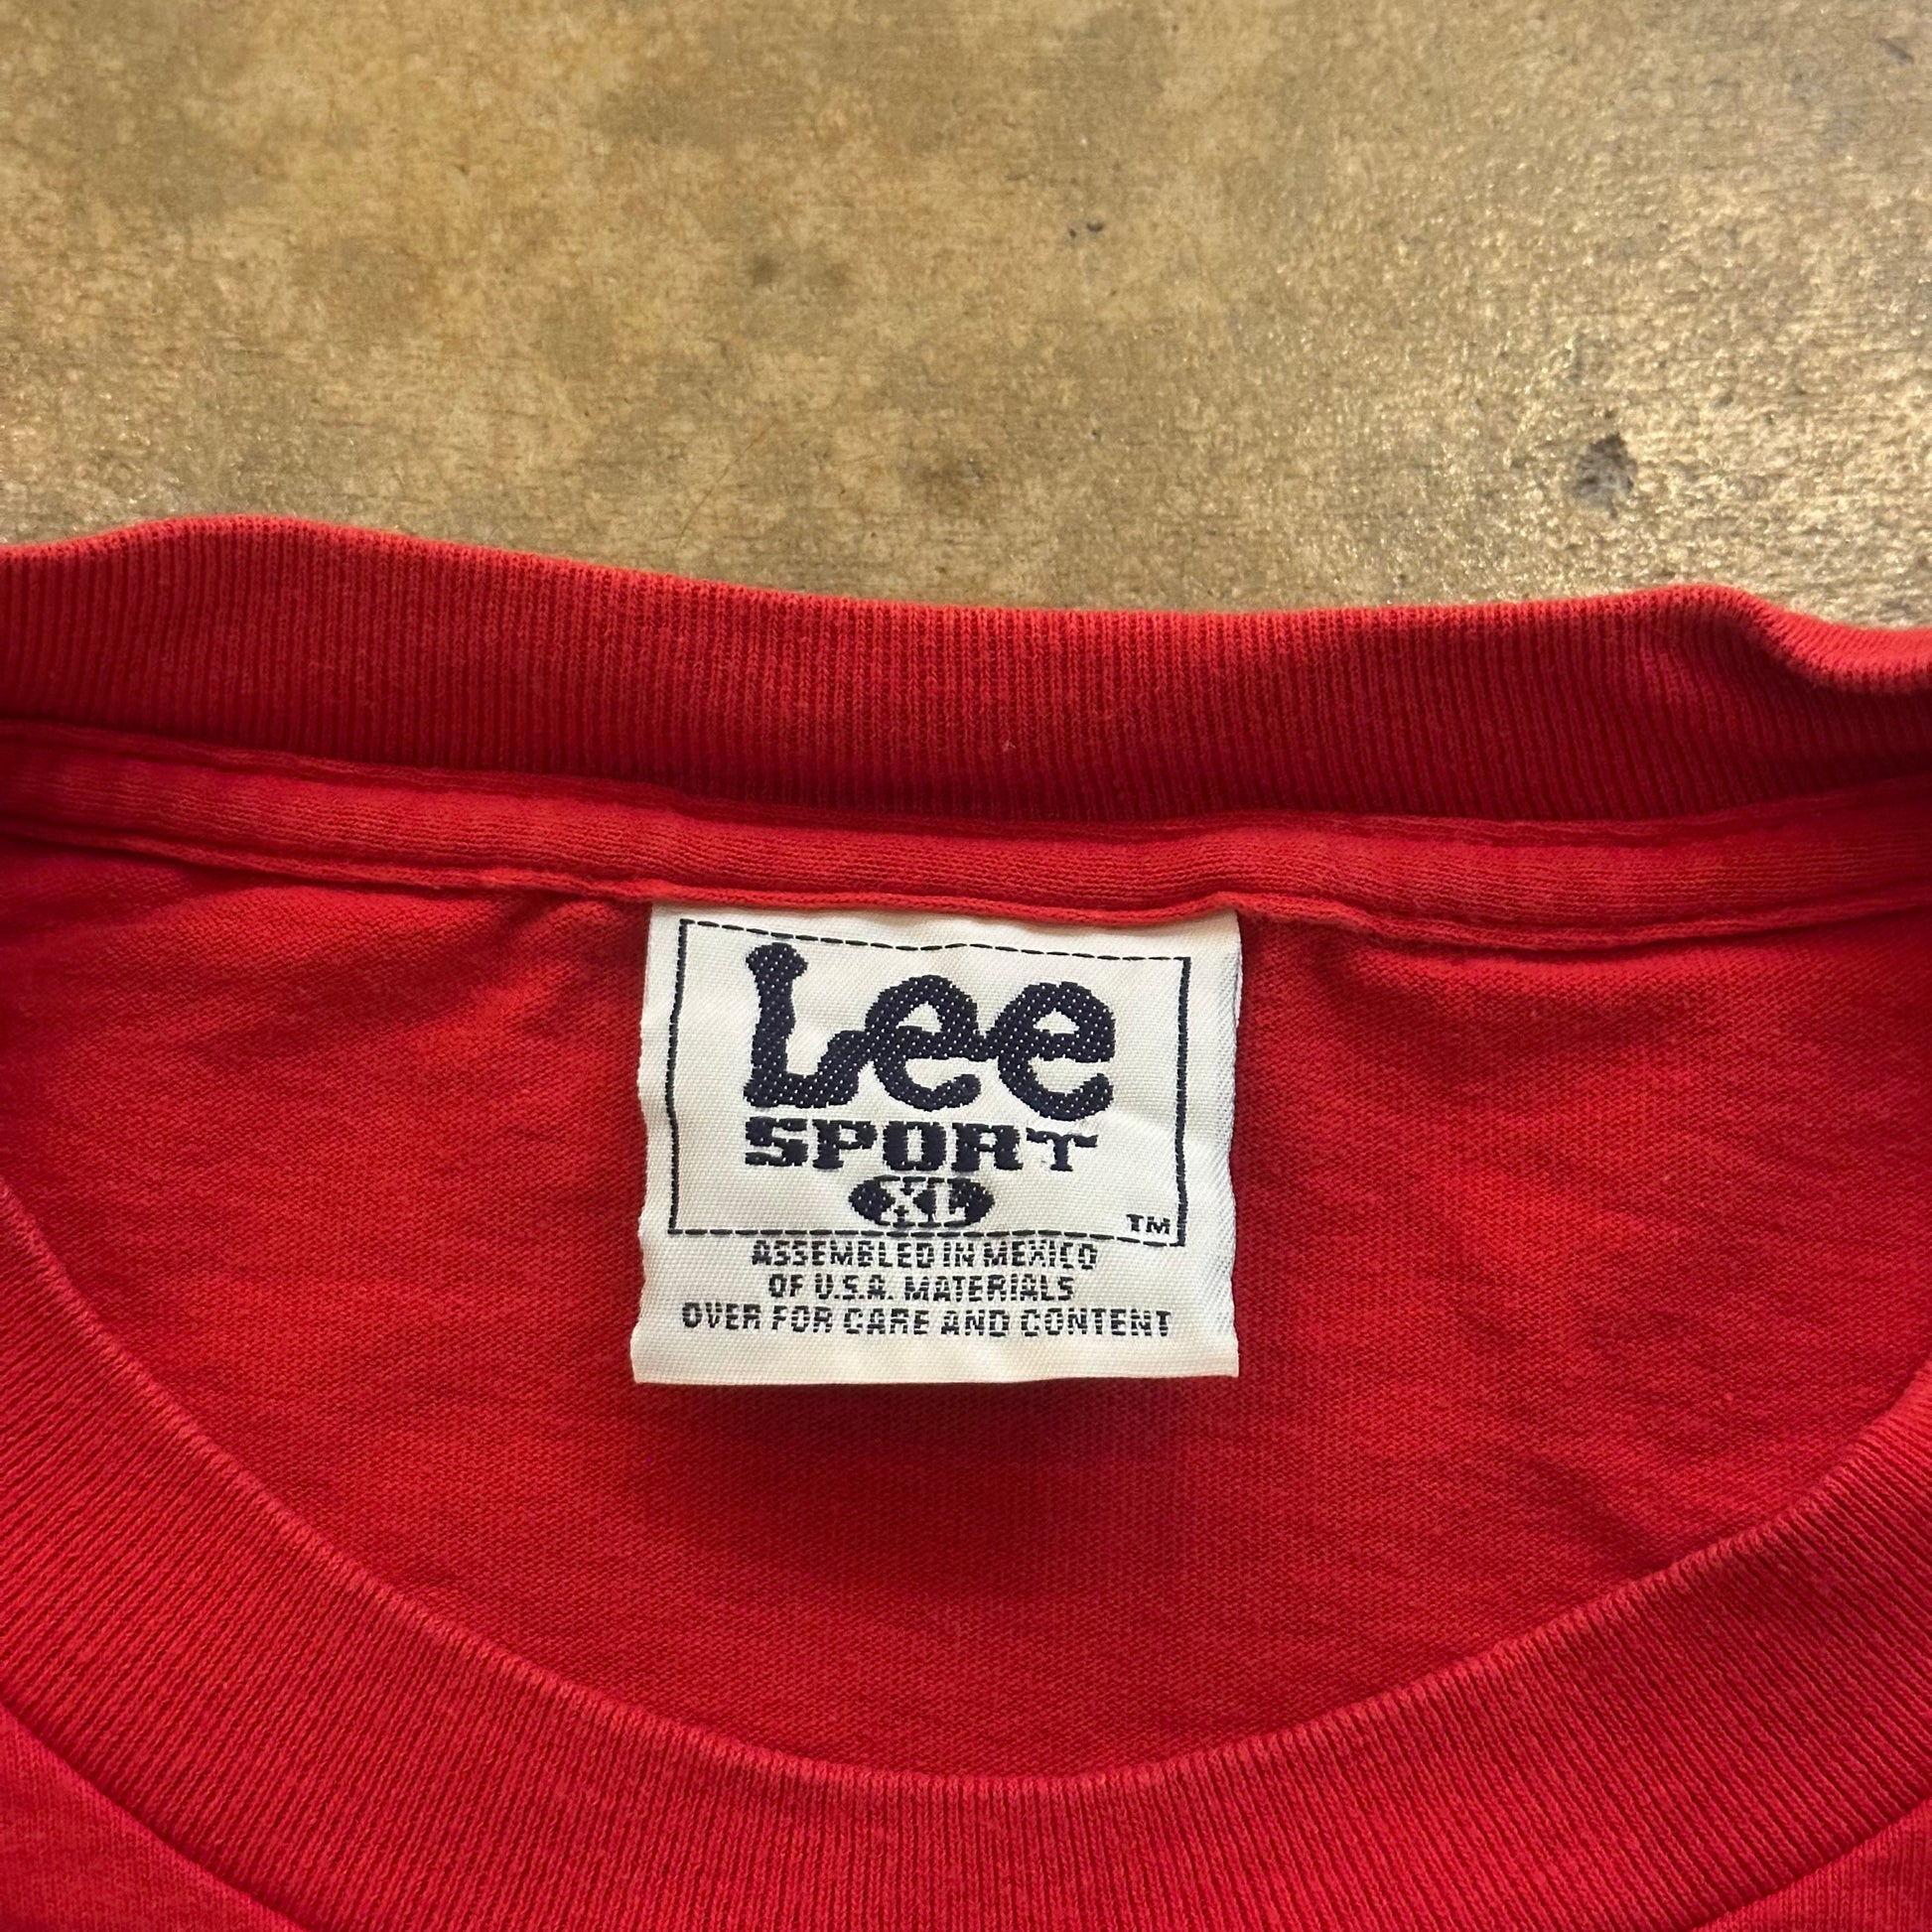 Lee
SPORT
XL
TM
ASSEMBLED IN MEXICO
OF U.S.A. MATERIALS
OVER FOR CARE AND CONTENT